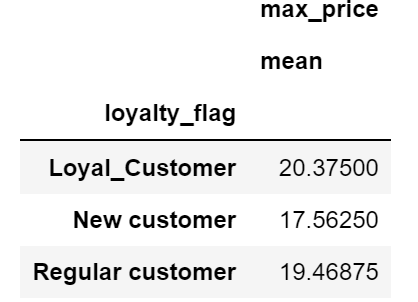 max_price
mean
loyalty_flag
Loyal_Customer 20.37500
New customer 17.56250
Regular customer 19.46875